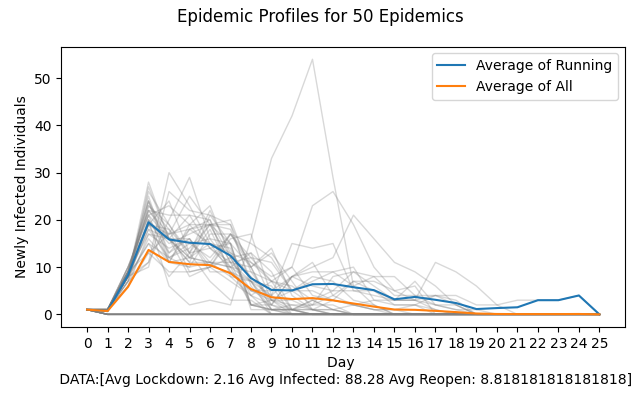 Epidemic Profiles for 50 Epidemics
Average of Running
Average of All
Newly Infected Individuals
50
40
30
20
10
0
0 1 2 3 4 5 6 7 8 9 10 11 12 13 14 15 16 17 18 19 20 21 22 23 24 25
Day
DATA:[Avg Lockdown: 2.16 Avg Infected: 88.28 Avg Reopen: 8.818181818181818]